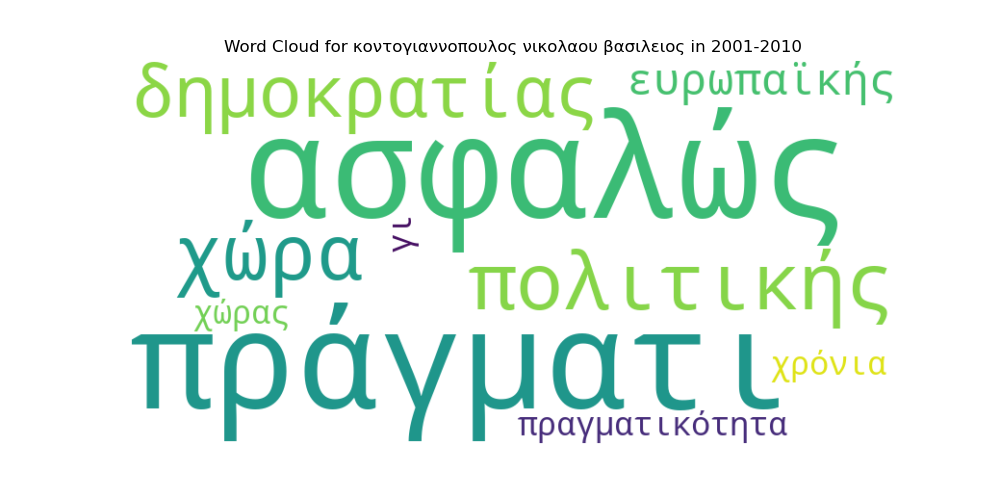 Word Cloud for κοντογιαννοπουλος νικολαου βασιλειος in 2001-2010
δημοκρατίας
ευρωπαϊκής
ασφαλώς
γι
χώρα
πολιτικής
χώρας
πράγματι
χρόνια
πραγματικότητα